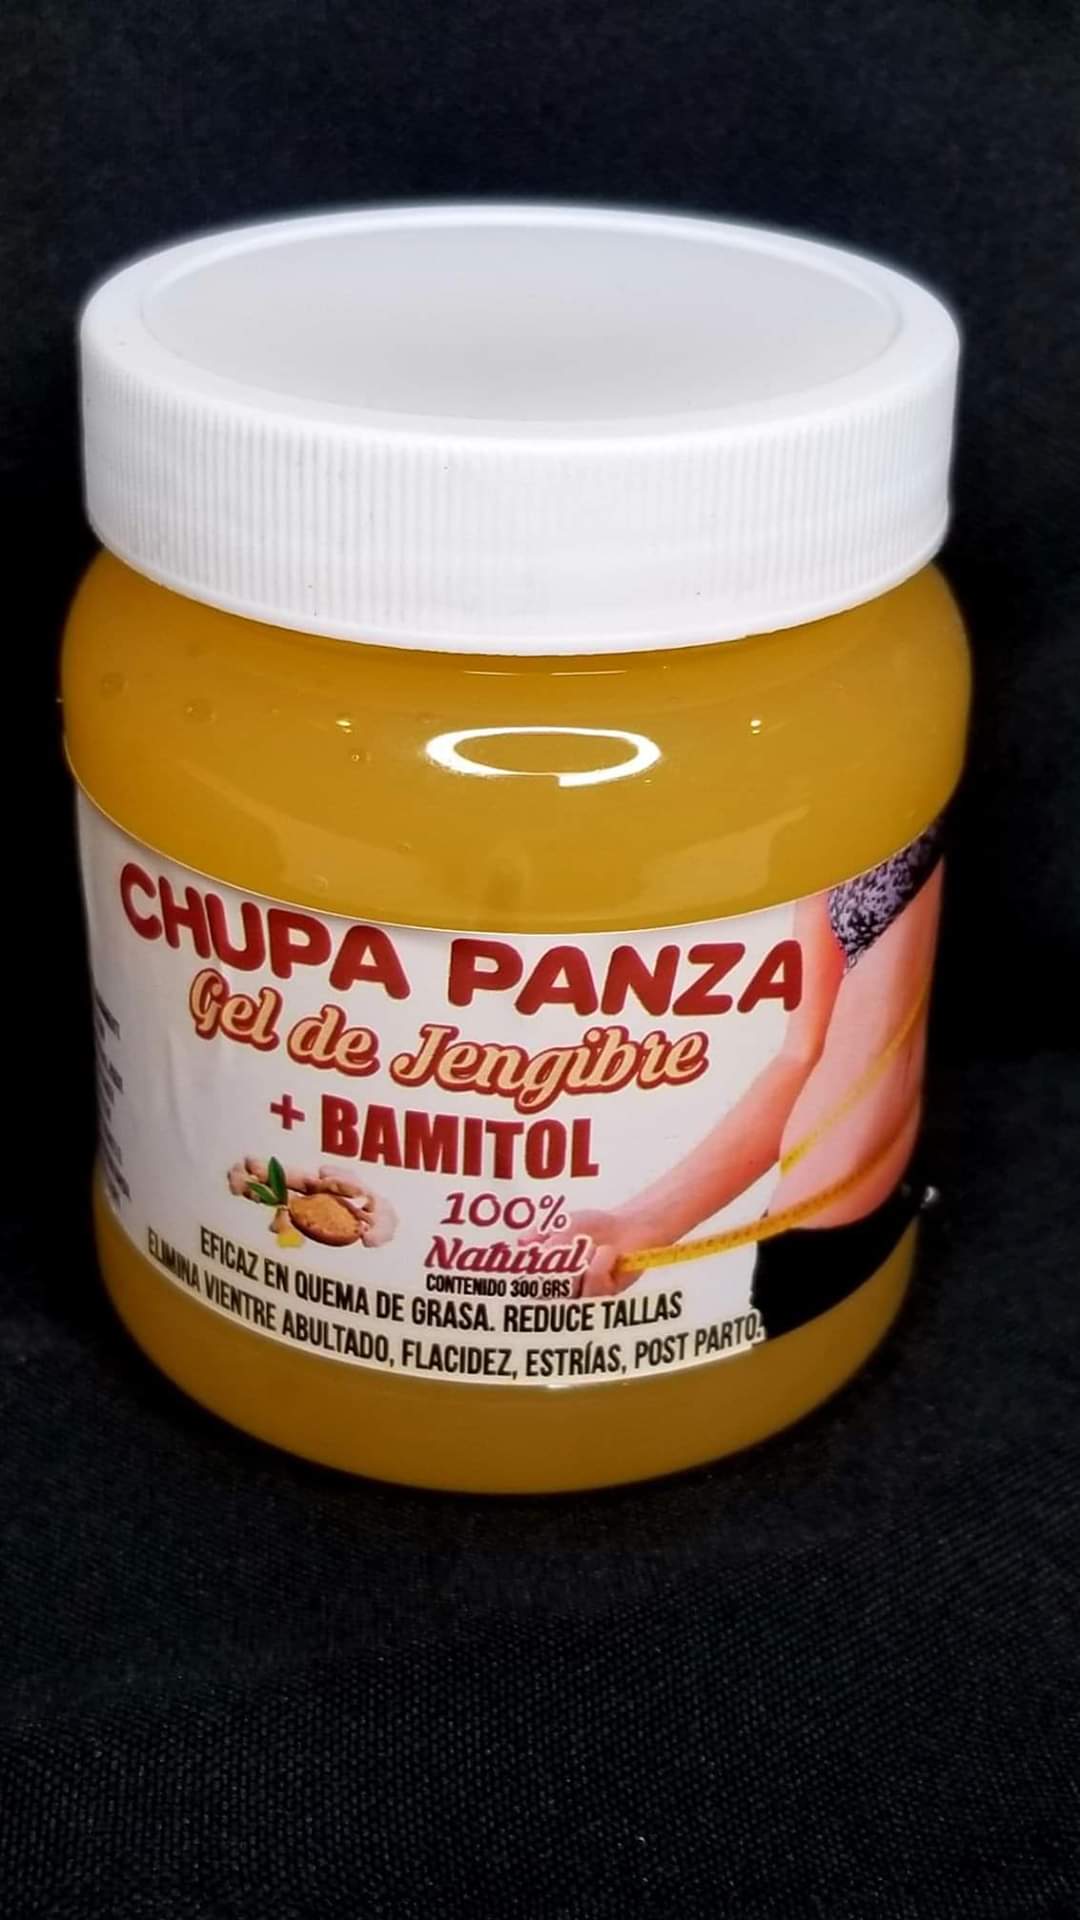 CHUPA PANZA
Gel de Jengibre
+ BAMITOL
100%
Natural
CONTENIDO 300 GRS
EFICAZ EN QUEMA DE GRASA. REDUCE TALLAS
ELIMINA VIENTRE ABULTADO, FLACIDEZ, ESTRÍAS, POST PARTO.